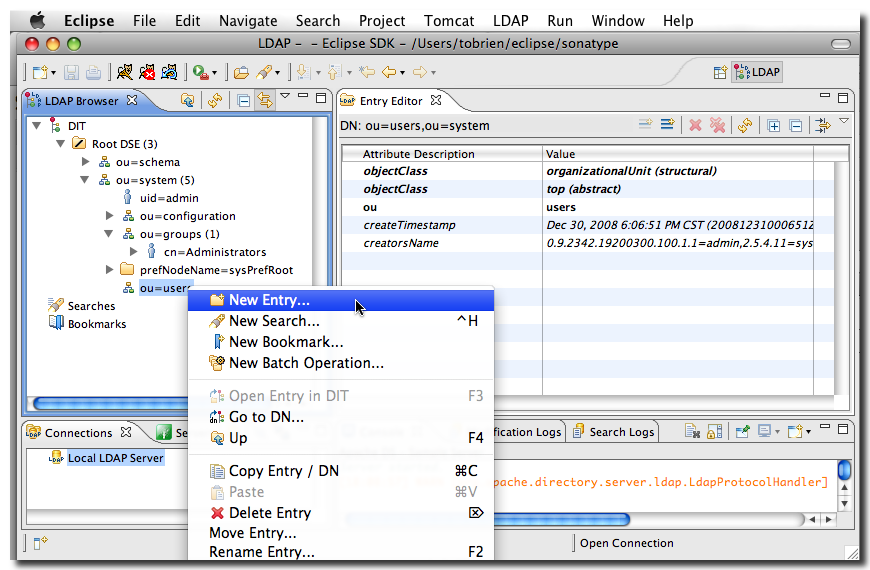 Eclipse File Edit Navigate Search Project Tomcat LDAP Run Window Help
LDAP - - Eclipse SDK - /Users/tobrien/eclipse/sonatype
LDAP
LDAP Browser
DIT
Root DSE (3)
ou=schema
ou=system (5)
uid=admin
ou=configuration
ou=groups (1)
cn=Administrators
prefNodeName=sysPrefRoot
ou=users
Searches
Bookmarks
Entry Editor
DN: ou=users,ou=system
Attribute Description Value
objectClass organizationalUnit (structural)
objectClass top (abstract)
ou users
createTimestamp Dec 30, 2008 6:06:51 PM CST (20081231000651
creatorsName 0.9.2342.19200300.100.1.1=admin,2.5.4.11=sys
New Entry...
New Search... ^H
New Bookmark...
New Batch Operation...
Open Entry in DIT F3
Go to DN...
Up F4
Copy Entry / DN ⌘C
Paste ⌘V
Delete Entry ⌦
Move Entry...
Rename Entry... F2
Connections Se
Local LDAP Server
fication Logs Search Logs
pache.directory.server.ldap.LdapProtocolHandler]
Open Connection